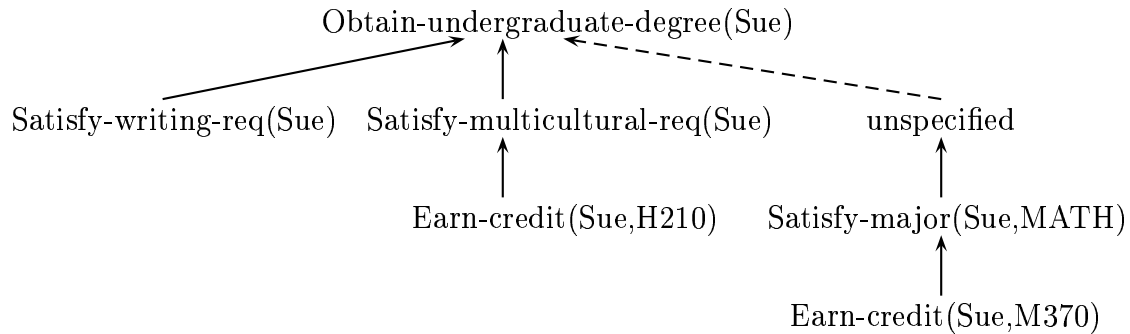 Obtain-undergraduate-degree(Sue)
Satisfy-writing-req(Sue) Satisfy-multicultural-req(Sue) unspecified
Earn-credit(Sue,H210) Satisfy-major(Sue,MATH)
Earn-credit(Sue,M370)